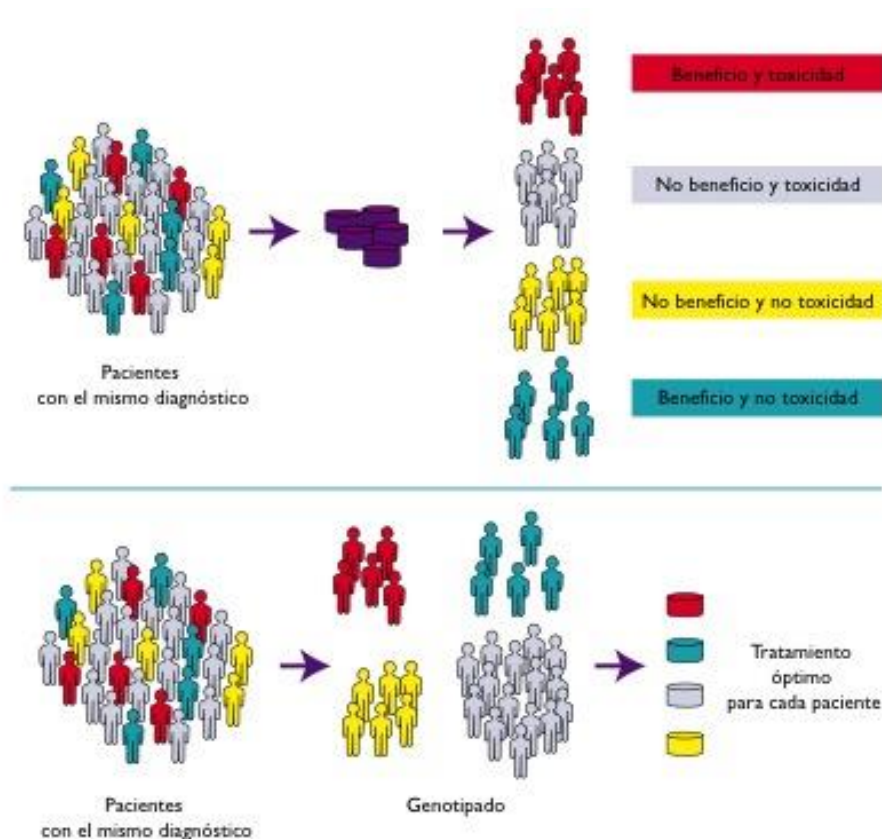 Beneficio y toxicidad
No beneficio y toxicidad
No beneficio y no toxicidad
Beneficio y no toxicidad
Pacientes
con el mismo diagnóstico
Tratamiento
óptimo
para cada paciente
Pacientes
con el mismo diagnóstico
Genotipado